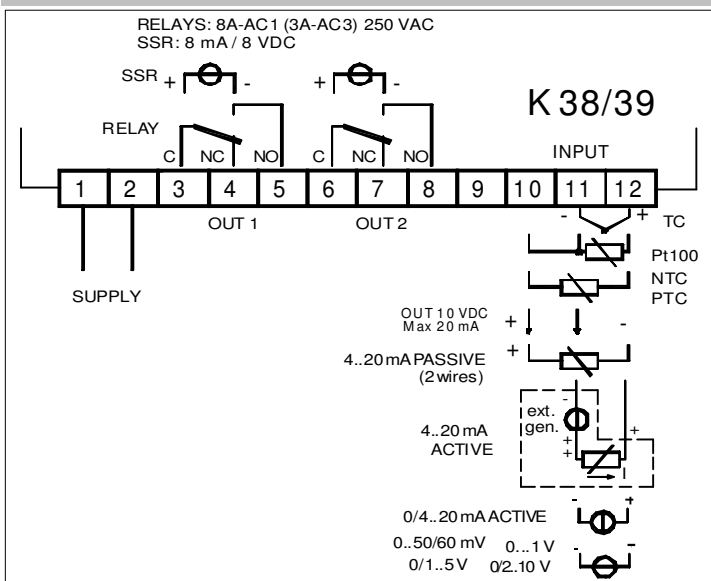 RELAYS: 8A-AC1 (3A-AC3) 250 VAC
SSR: 8 mA / 8 VDC
SSR + - + -
K 38/39
RELAY
C NC NO C NC NO INPUT
1 2 3 4 5 6 7 8 9 10 11 12
OUT 1 OUT 2 - + TC
Pt100
SUPPLY
NTC
PTC
OUT 10 VDC
Max 20 mA + -
4..20 mA PASSIVE +
(2 wires)
-
ext.
gen.
4..20 mA
ACTIVE
+ +
+
I
- +
0/4..20 mA ACTIVE
0..50/60 mV 0...1 V - -
0/1..5 V 0/2..10 V